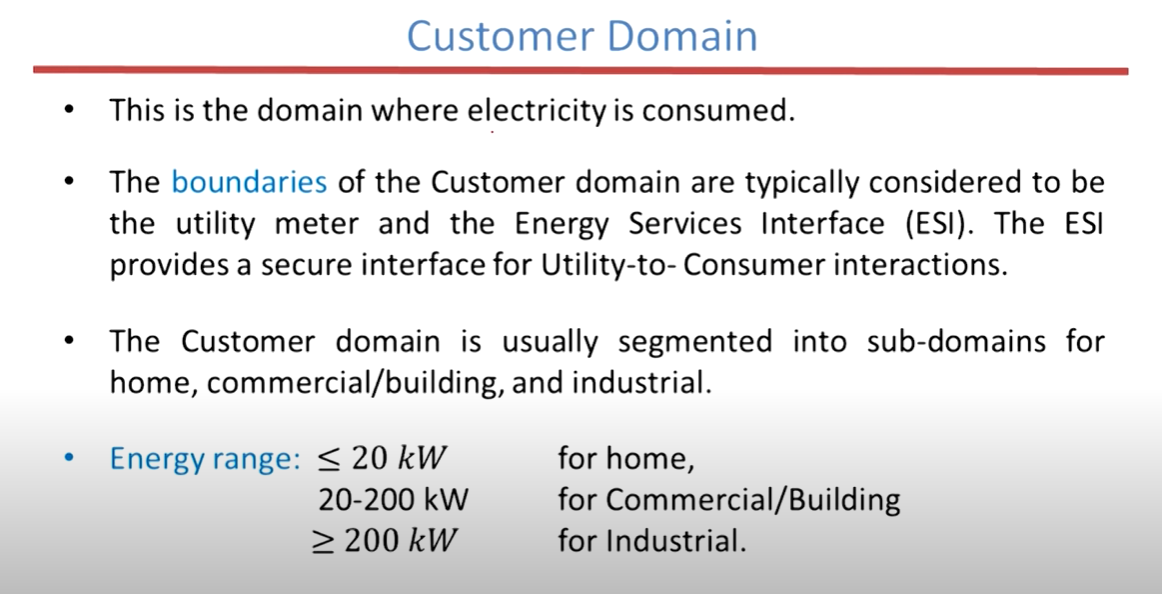 Customer Domain
• This is the domain where electricity is consumed.
• The boundaries of the Customer domain are typically considered to be
the utility meter and the Energy Services Interface (ESI). The ESI
provides a secure interface for Utility-to- Consumer interactions.
• The Customer domain is usually segmented into sub-domains for
home, commercial/building, and industrial.
• Energy range: ≤ 20 kW for home,
20-200 kW for Commercial/Building
≥ 200 kW for Industrial.